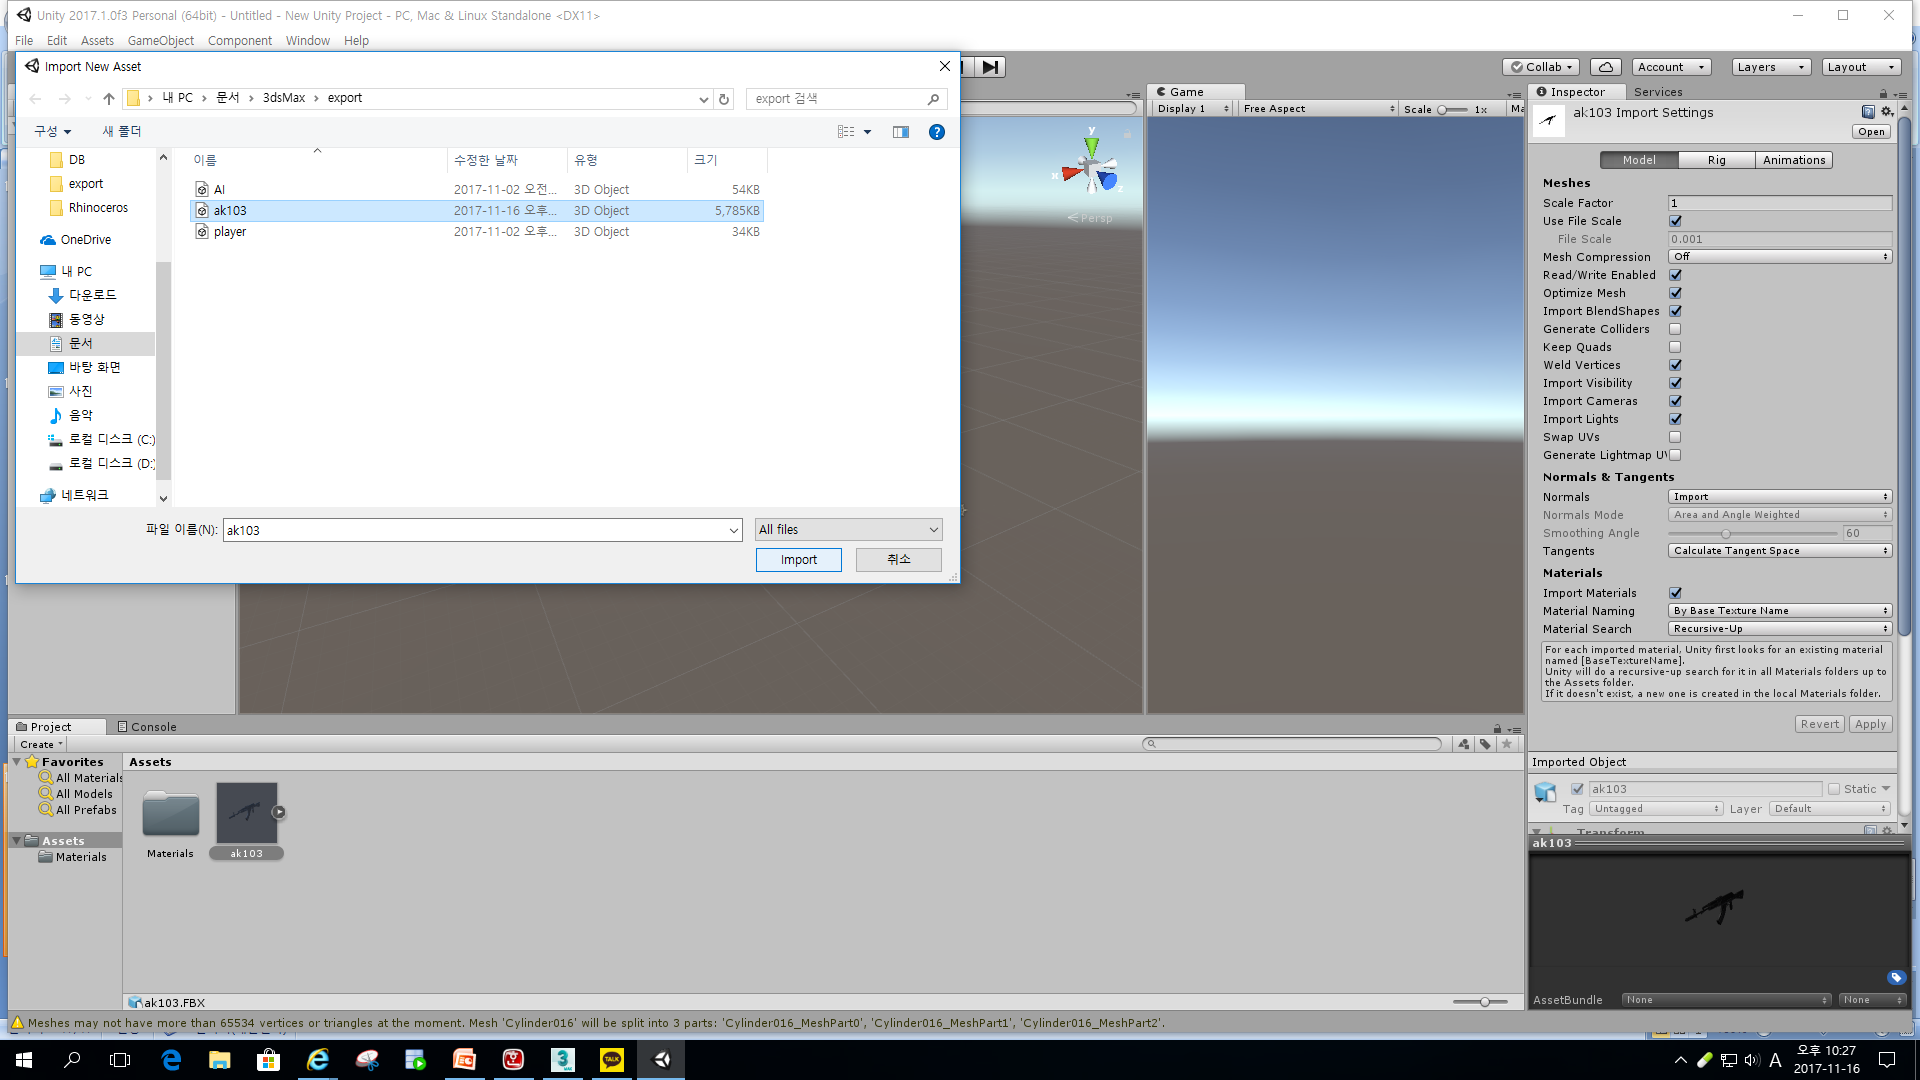 Unity 2017.1.0f3 Personal (64bit) - Untitled - New Unity Project - PC, Mac & Linux Standalone <DX11>
File Edit Assets GameObject Component Window Help
Import New Asset
Collab
Account
Layers
Layout
내 PC
문서
3dsMax
export
export 검색
구성
새 폴더
DB
export
Rhinoceros
OneDrive
내 PC
다운로드
동영상
문서
바탕 화면
사진
음악
로컬 디스크 (C:)
로컬 디스크 (D:)
네트워크
이름 수정한 날짜 유형 크기
AI 2017-11-02 오전... 3D Object 54KB
ak103 2017-11-16 오후... 3D Object 5,785KB
player 2017-11-02 오후... 3D Object 34KB
파일 이름(N): ak103 All files
Import 취소
y
x
z
Persp
Game
Display 1 Free Aspect Scale 1x Ma
Inspector Services
ak103 Import Settings
Open
Model Rig Animations
Meshes
Scale Factor 1
Use File Scale
File Scale 0.001
Mesh Compression Off
Read/Write Enabled
Optimize Mesh
Import BlendShapes
Generate Colliders
Keep Quads
Weld Vertices
Import Visibility
Import Cameras
Import Lights
Swap UVs
Generate Lightmap U
Normals & Tangents
Normals Import
Normals Mode Area and Angle Weighted
Smoothing Angle 60
Tangents Calculate Tangent Space
Materials
Import Materials
Material Naming By Base Texture Name
Material Search Recursive-Up
For each imported material, Unity first looks for an existing material
named [BaseTextureName].
Unity will do a recursive-up search for it in all Materials folders up to
the Assets folder.
If it doesn't exist, a new one is created in the local Materials folder.
Revert Apply
Imported Object
ak103 Static
Tag Untagged Layer Default
Transform
ak103
AssetBundle None None
Project Console
Create
Favorites
All Materials
All Models
All Prefabs
Assets
Materials
Assets
Materials
ak103
ak103.FBX
Meshes may not have more than 65534 vertices or triangles at the moment. Mesh 'Cylinder016' will be split into 3 parts: 'Cylinder016_MeshPart0', 'Cylinder016_MeshPart1', 'Cylinder016_MeshPart2'.
TALK
A
오후 10:27
2017-11-16